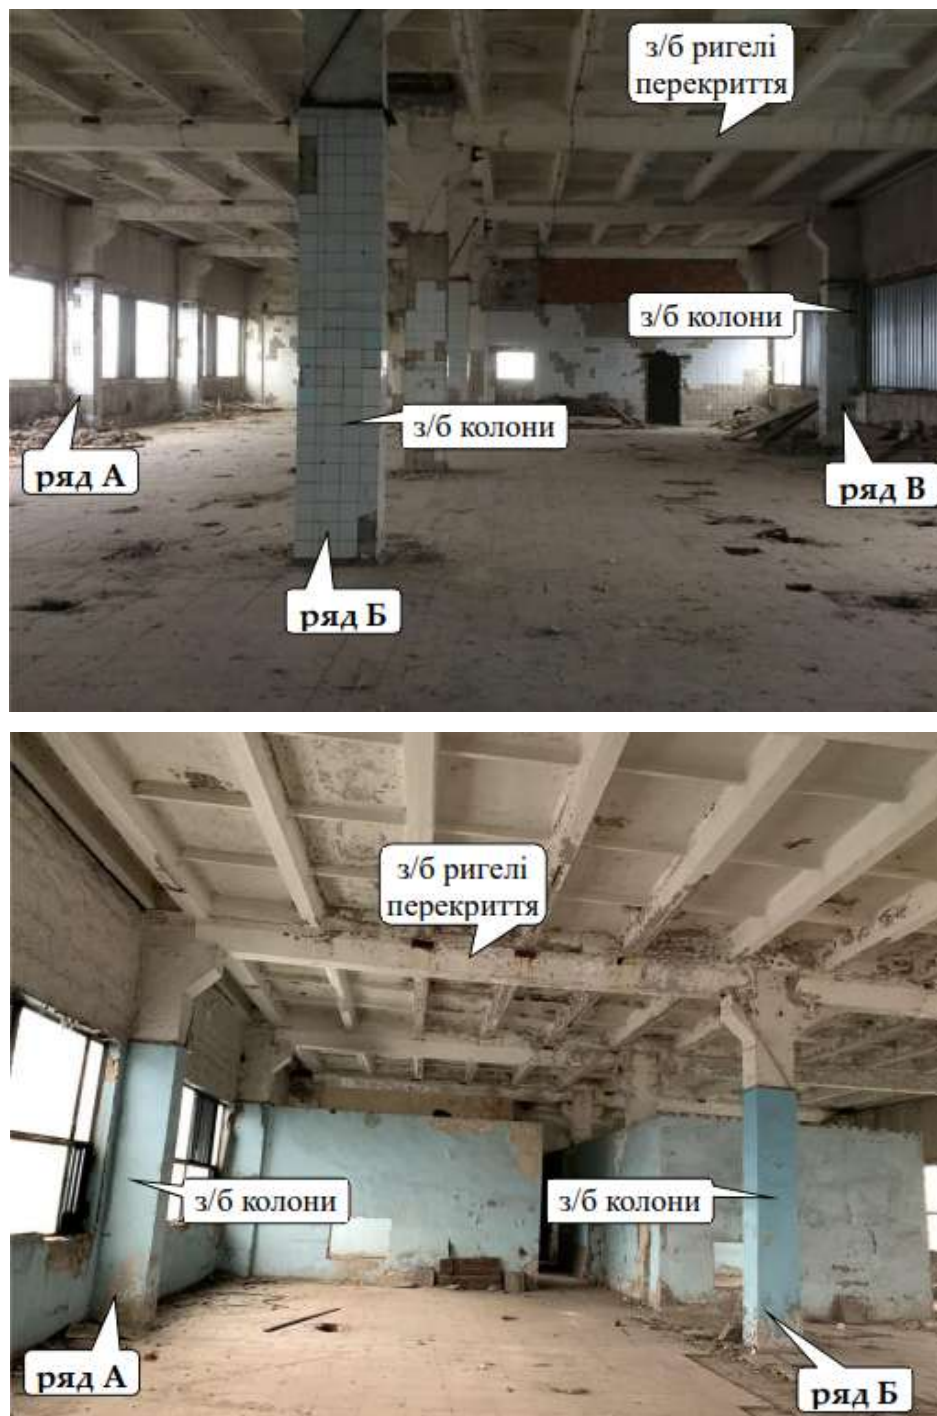 з/б ригелі
перекриття
з/б колони
з/б колони
ряд А
ряд В
ряд Б
з/б ригелі
перекриття
з/б колони
з/б колони
ряд А
ряд Б